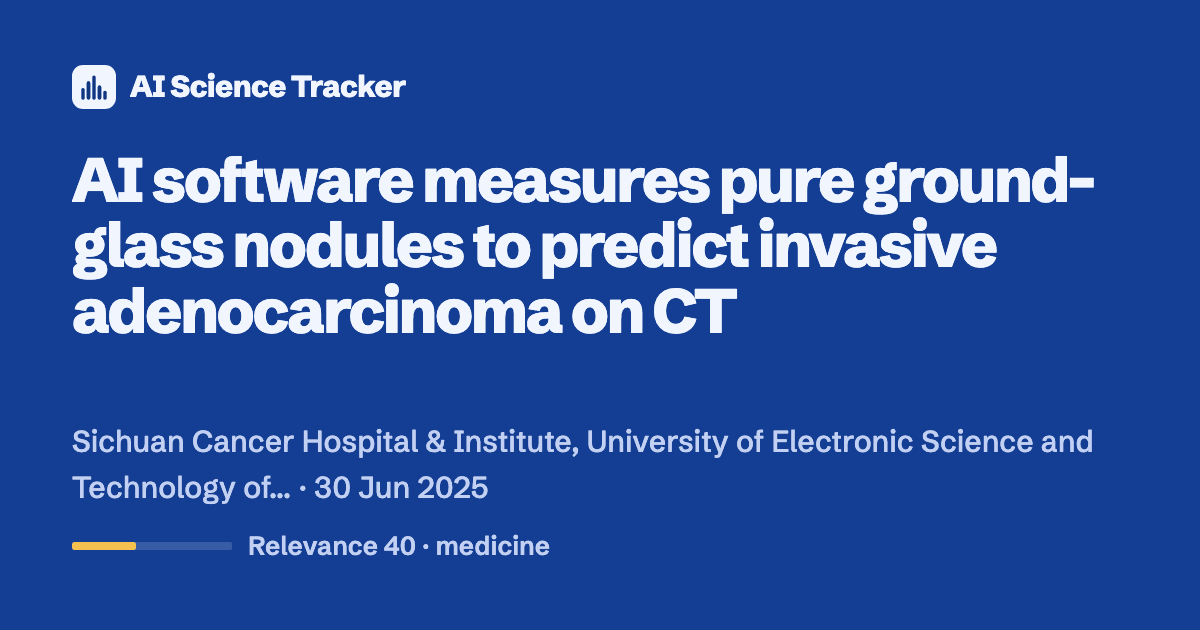 AI Science Tracker
AI software measures pure ground-
glass nodules to predict invasive
adenocarcinoma on CT
Sichuan Cancer Hospital & Institute, University of Electronic Science and
Technology of... · 30 Jun 2025
Relevance 40 · medicine